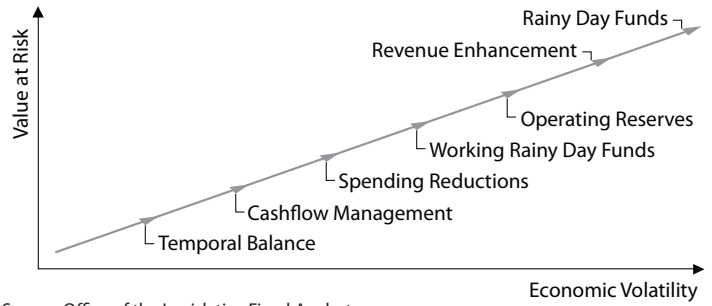 Rainy Day Funds
Revenue Enhancement
Value at Risk
Operating Reserves
Working Rainy Day Funds
Spending Reductions
Cashflow Management
Temporal Balance
Economic Volatility
Office of the Legislative Fiscal Analyst